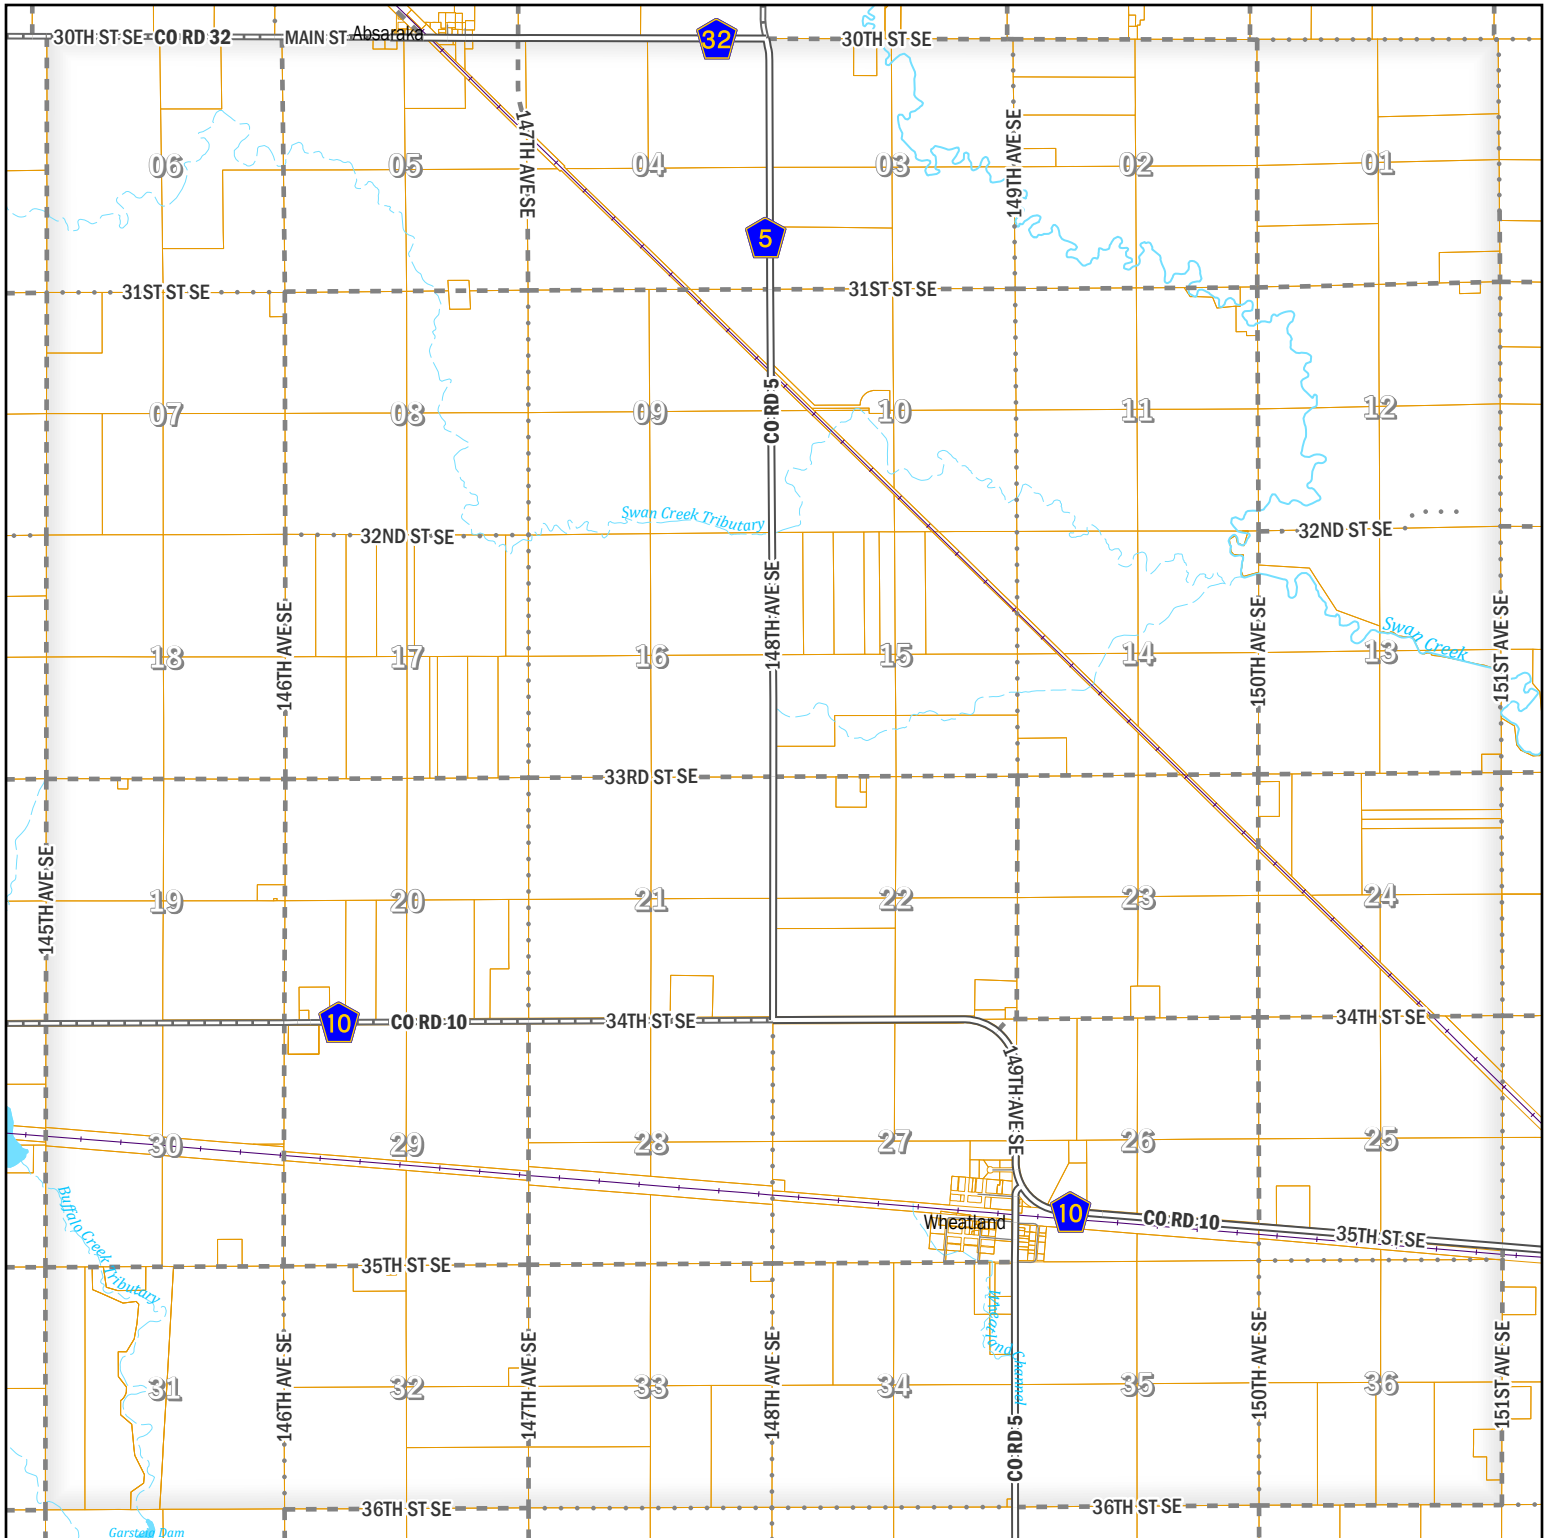 30TH ST SE
CO RD 32
MAIN ST
Absaraka
32
30TH ST SE
147TH AVE SE
149TH AVE SE
06
05
04
03
02
01
5
31ST ST SE
31ST ST SE
CO RD 5
07
08
09
10
11
12
Swan Creek Tributary
32ND ST SE
32ND ST SE
146TH AVE SE
148TH AVE SE
150TH AVE SE
151ST AVE SE
Swan Creek
18
17
16
15
14
13
33RD ST SE
145TH AVE SE
19
20
21
22
23
24
10
CO RD 10
34TH ST SE
34TH ST SE
149TH AVE SE
30
29
28
27
26
25
Buffalo Creek Tributary
Wheatland
10
CO RD 10
35TH ST SE
35TH ST SE
Wheatland Channel
146TH AVE SE
147TH AVE SE
148TH AVE SE
150TH AVE SE
151ST AVE SE
31
32
33
34
35
36
CO RD 5
36TH ST SE
36TH ST SE
Garsteig Dam